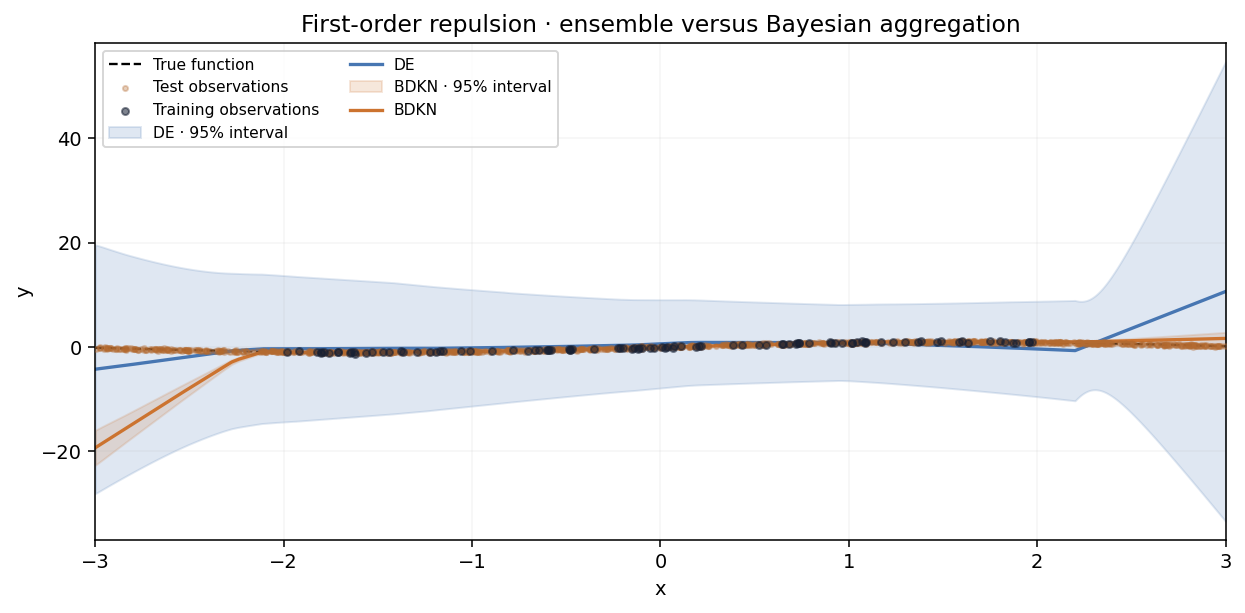 First-order repulsion · ensemble versus Bayesian aggregation
True function
Test observations
Training observations
DE · 95% interval
DE
BDKN · 95% interval
BDKN
y
40
20
0
−20
−3
−2
−1
0
1
2
3
x